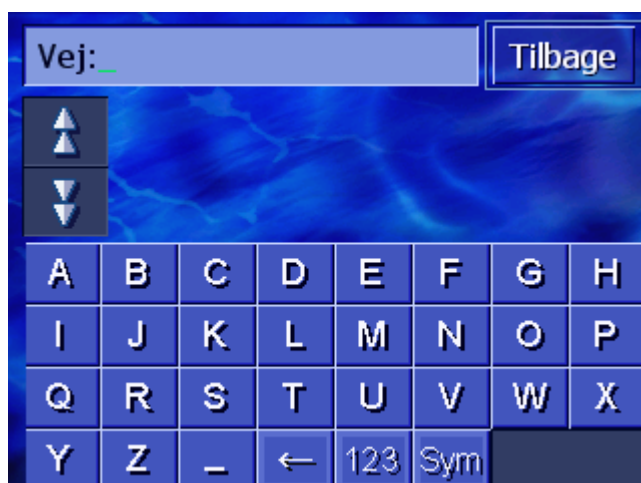 Vej:_
Tilbage
A B C D E F G H
I J K L M N O P
Q R S T U V W X
Y Z _ ← 123 Sym